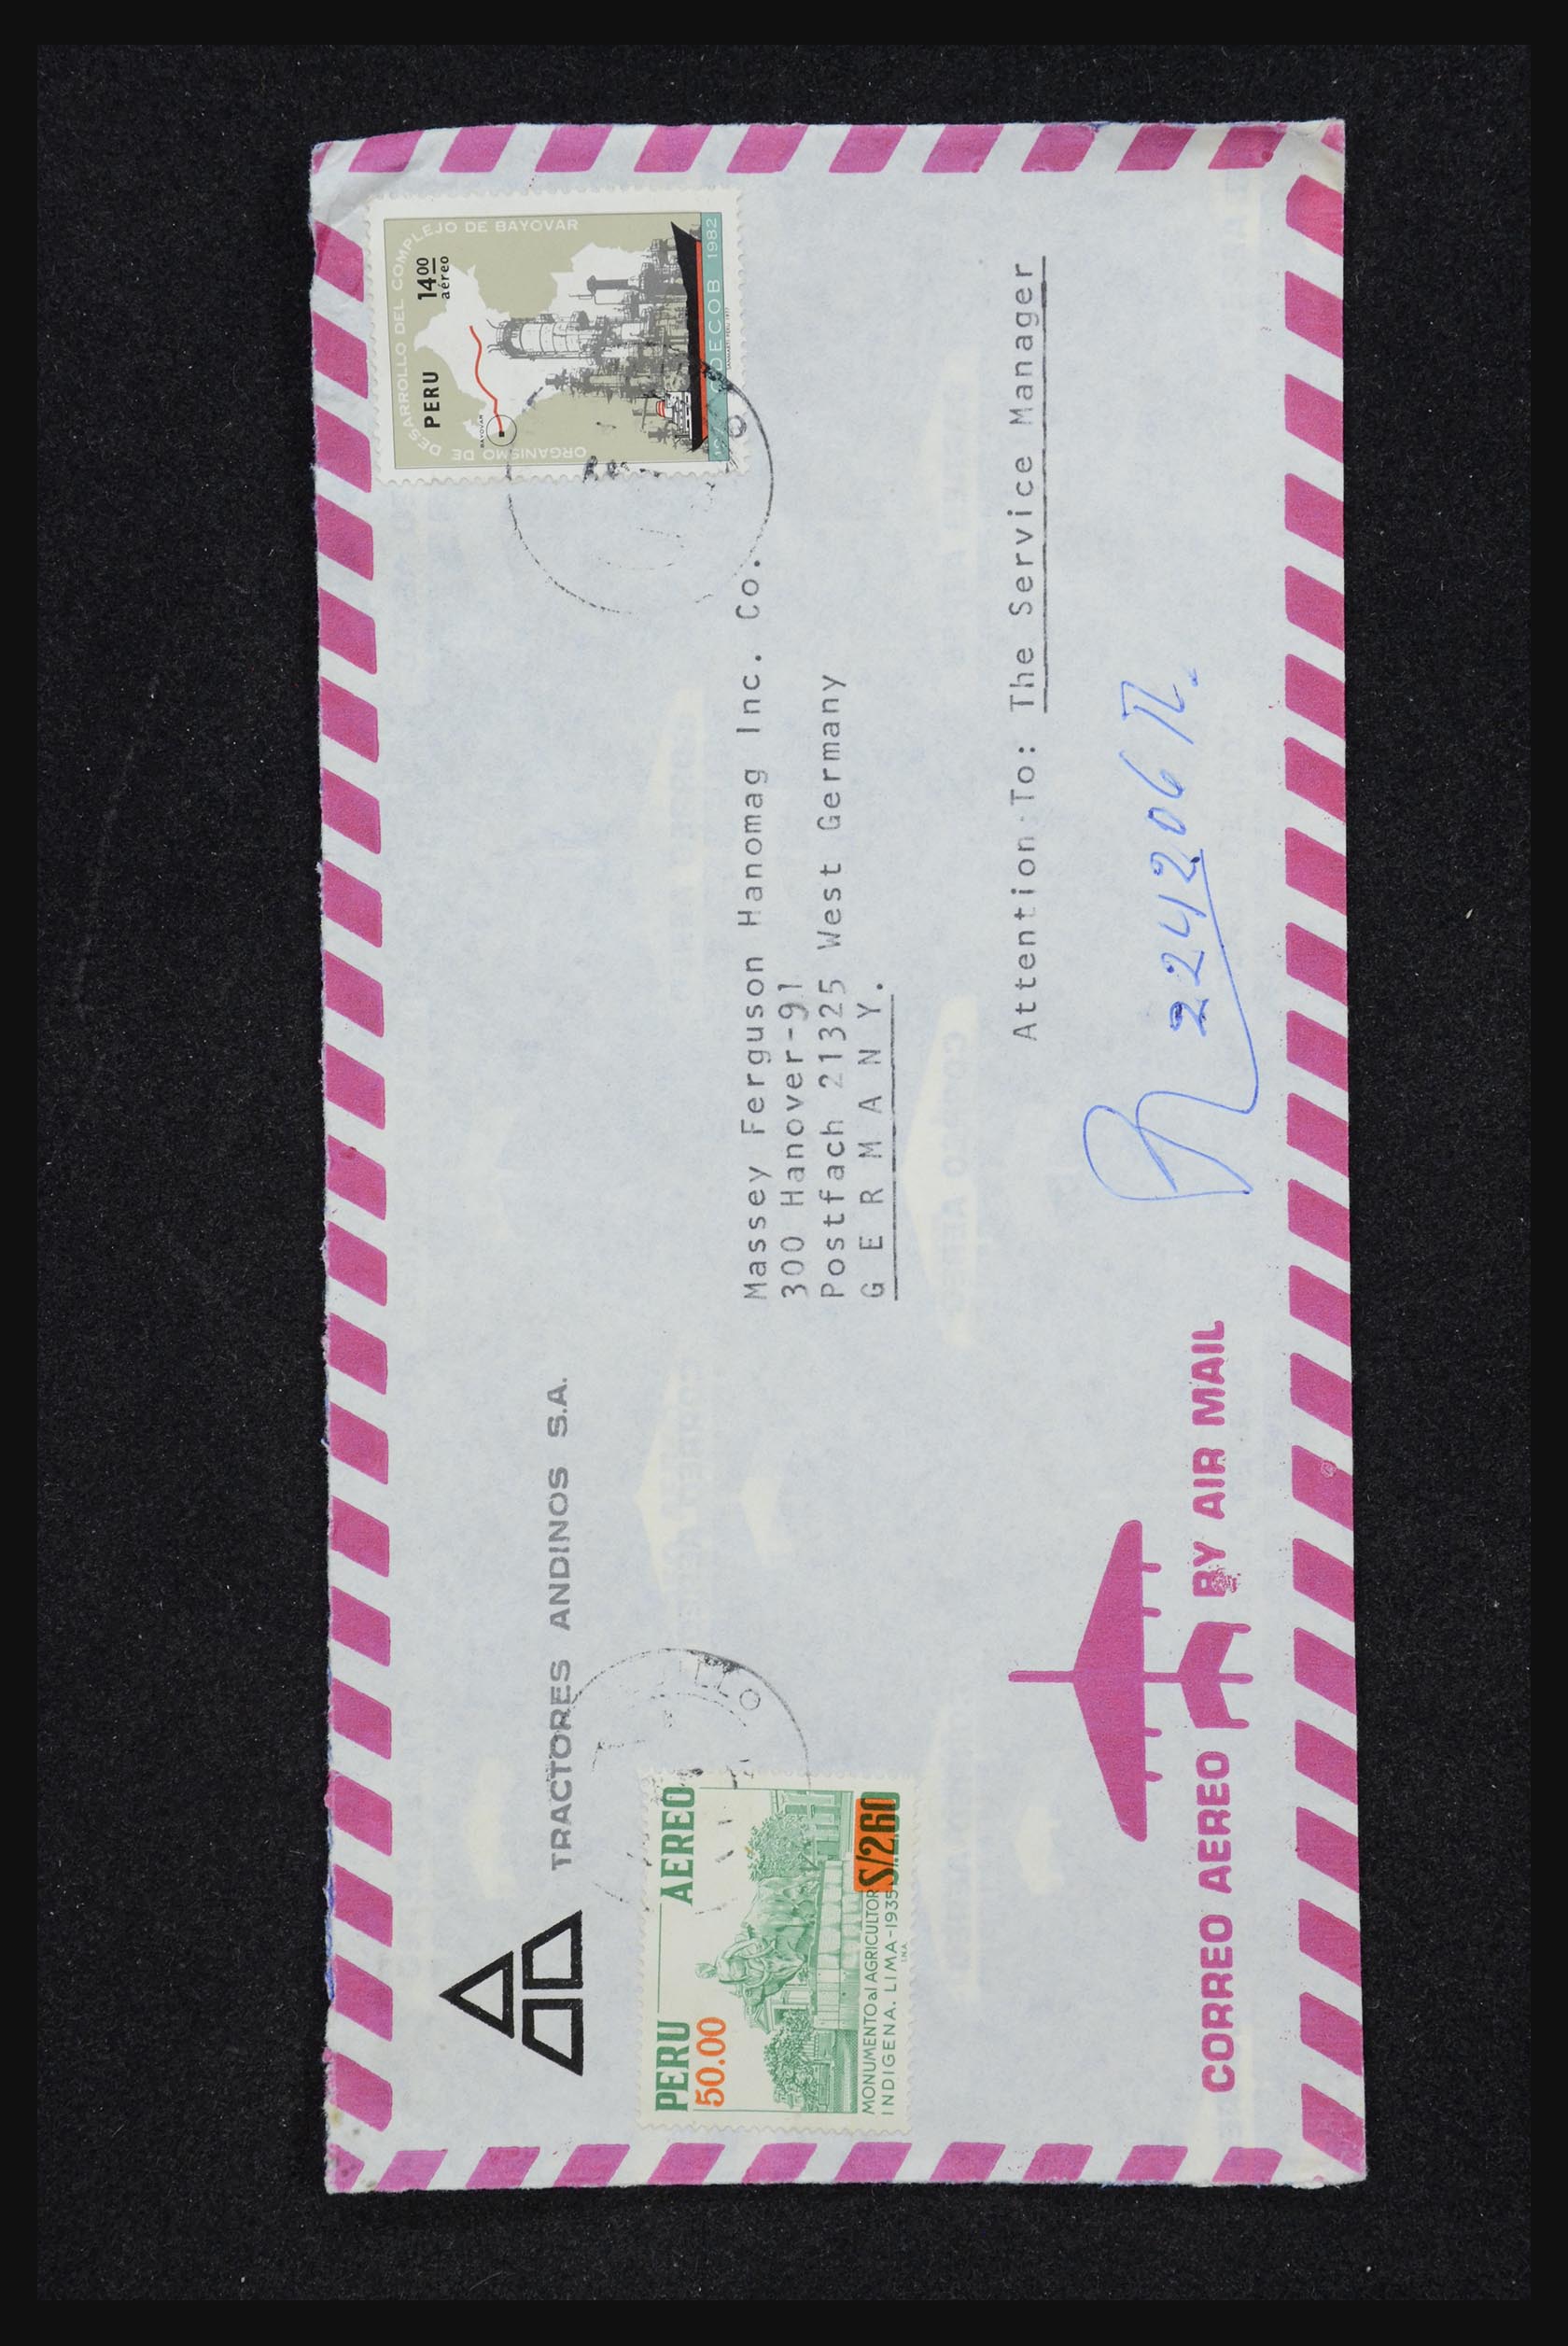 TRACTORES ANDINOS S.A.
ORGANISMO DE DESARROLLO DEL COMPLEJO DE BAYOVAR
PERU 14.00
aéreo
BAYOVAR
ODECOB 1982
PERU AEREO
50.00
MONUMENTO al AGRICULTOR
INDIGENA. LIMA-1935
S/2.60
I.N.A.
Massey Ferguson Hanomag Inc. Co.
300 Hanover-91
Postfach 21325 West Germany
G E R M A N Y.
Attention To: The Service Manager
224206
CORREO AEREO BY AIR MAIL